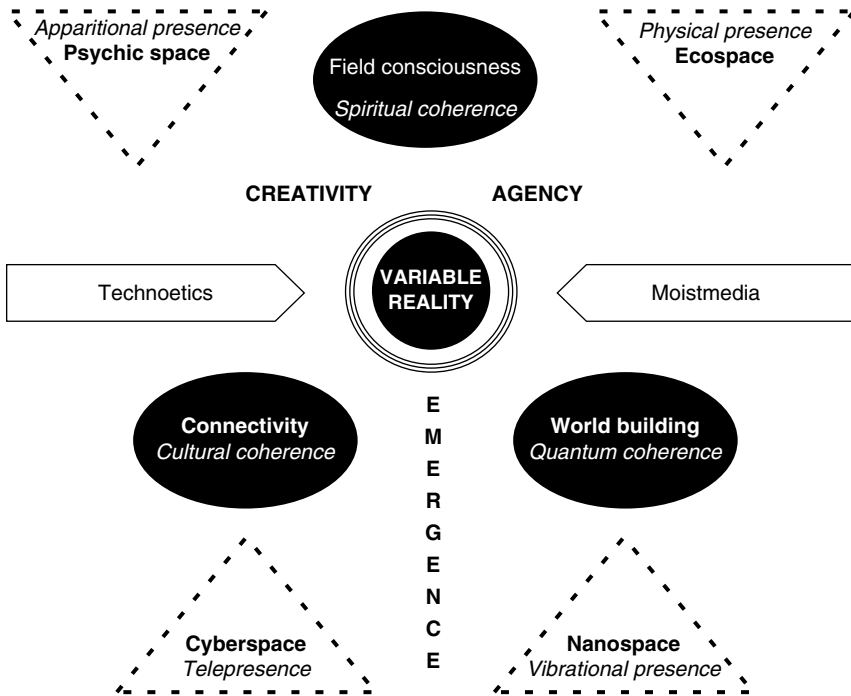 Apparitional presence
Psychic space
Field consciousness
Spiritual coherence
Physical presence
Ecospace
CREATIVITY
AGENCY
Technoetics
VARIABLE
REALITY
Moistmedia
Connectivity
Cultural coherence
EMERGENCE
World building
Quantum coherence
Cyberspace
Telepresence
Nanospace
Vibrational presence